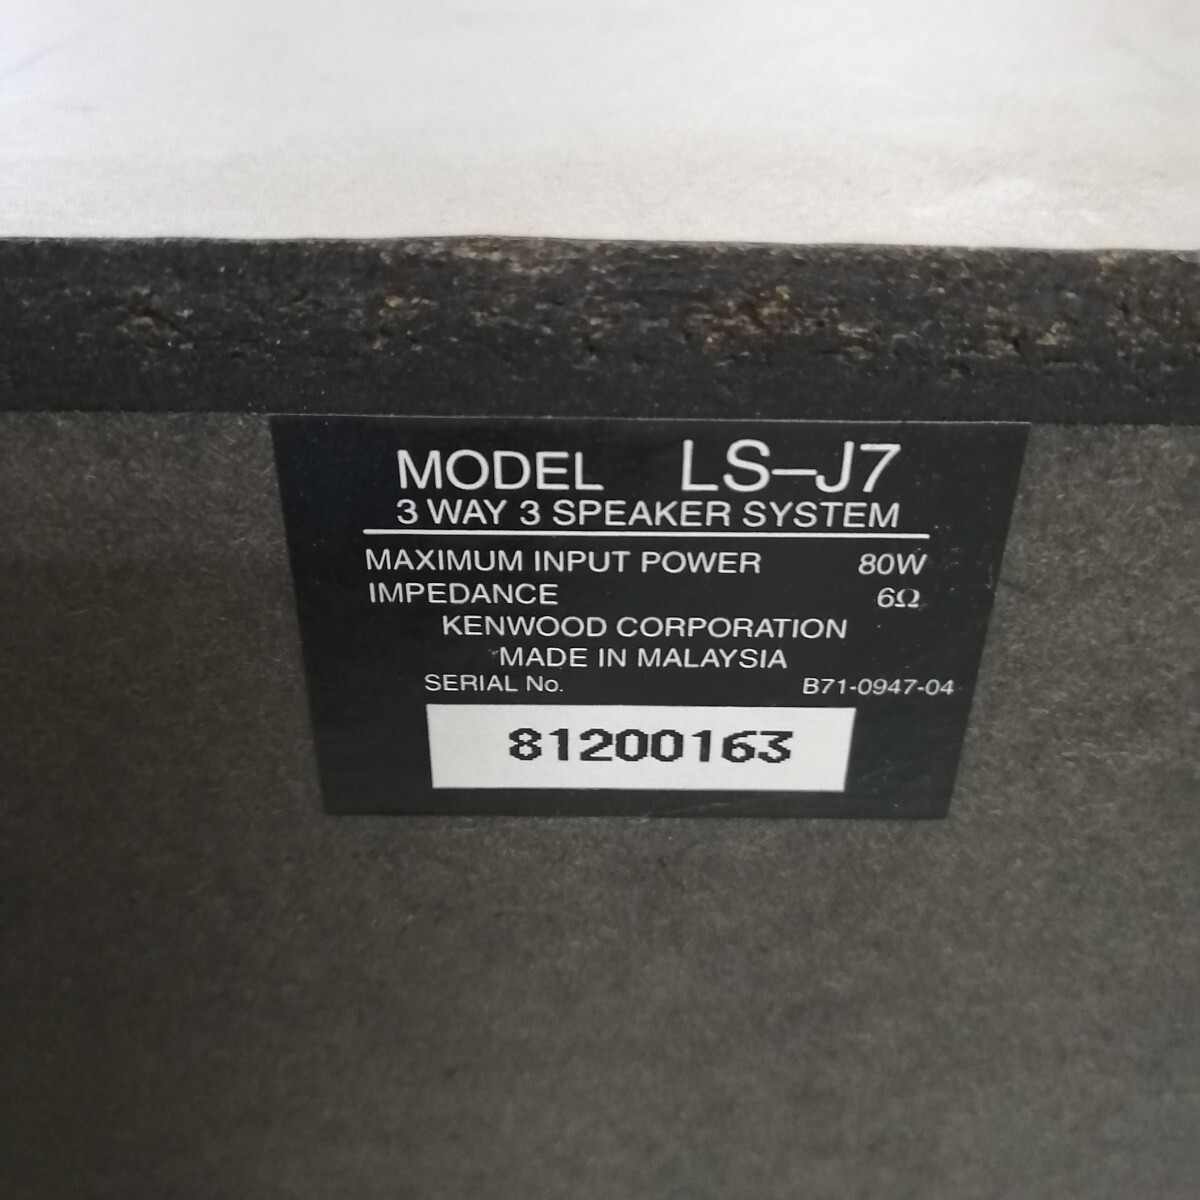 MODEL LS-J7
3 WAY 3 SPEAKER SYSTEM
MAXIMUM INPUT POWER 80W
IMPEDANCE 6Ω
KENWOOD CORPORATION
MADE IN MALAYSIA
SERIAL No. B71-0947-04
81200163